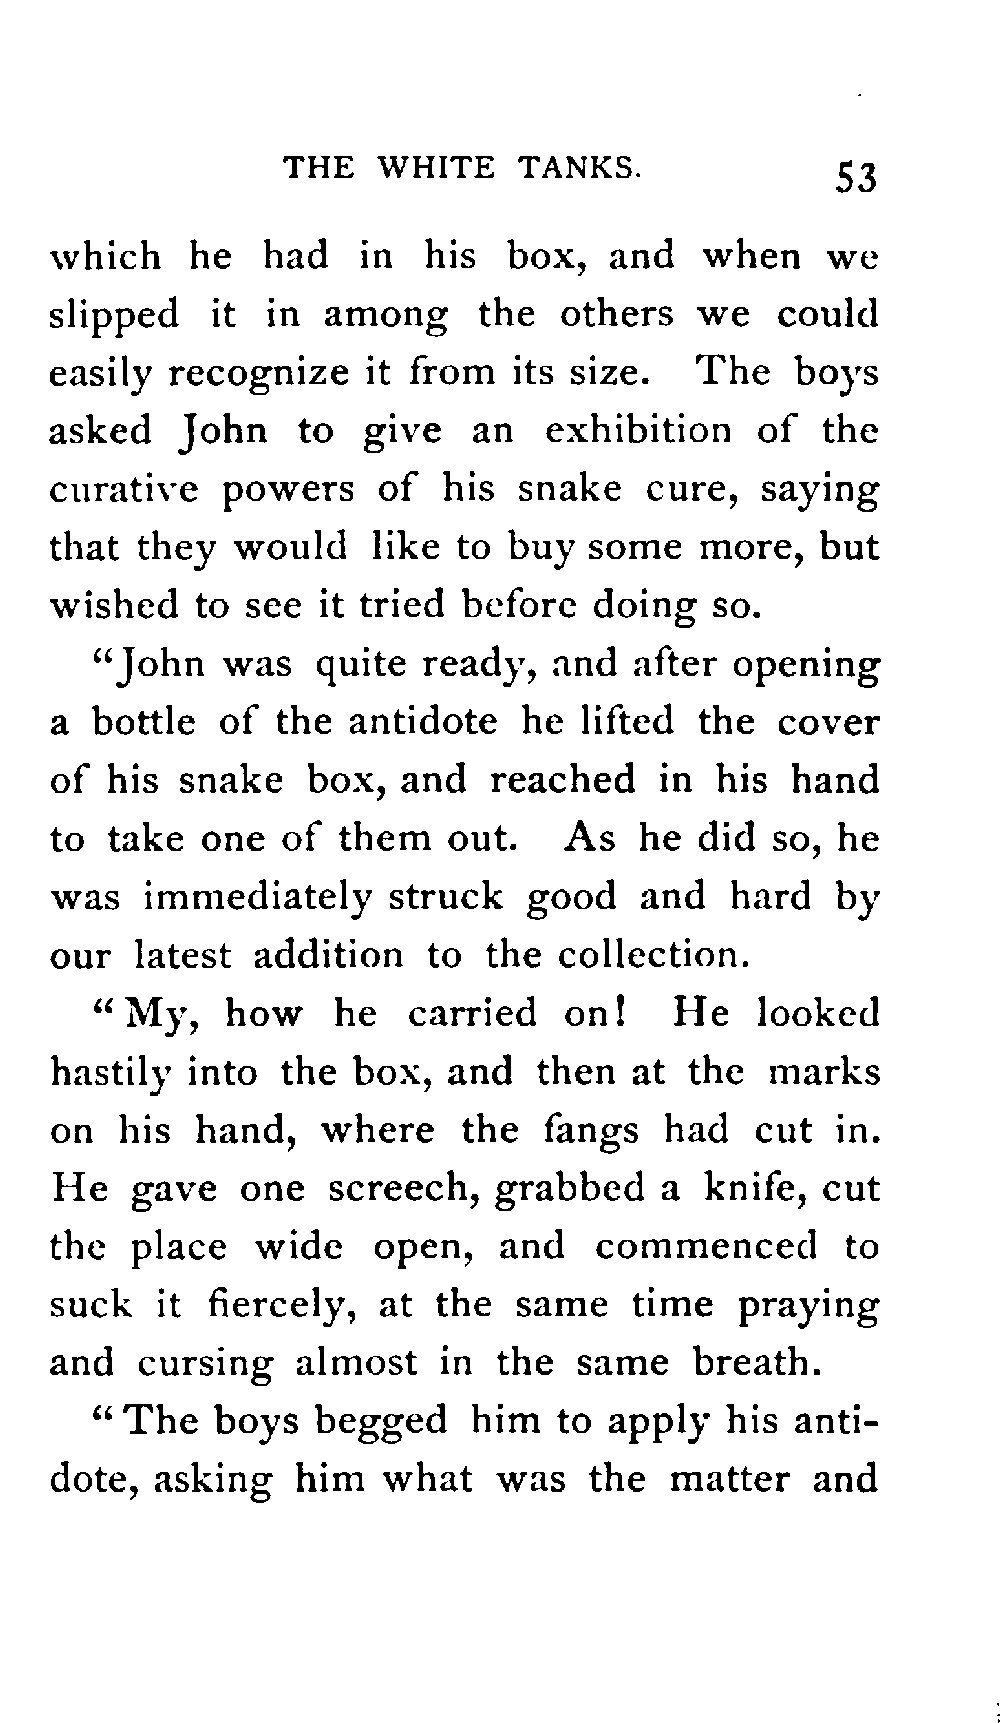 THE WHITE TANKS. 53
which he had in his box, and when we
slipped it in among the others we could
easily recognize it from its size. The boys
asked John to give an exhibition of the
curative powers of his snake cure, saying
that they would like to buy some more, but
wished to see it tried before doing so.
“John was quite ready, and after opening
a bottle of the antidote he lifted the cover
of his snake box, and reached in his hand
to take one of them out. As he did so, he
was immediately struck good and hard by
our latest addition to the collection.
“My, how he carried on! He looked
hastily into the box, and then at the marks
on his hand, where the fangs had cut in.
He gave one screech, grabbed a knife, cut
the place wide open, and commenced to
suck it fiercely, at the same time praying
and cursing almost in the same breath.
“The boys begged him to apply his anti-
dote, asking him what was the matter and